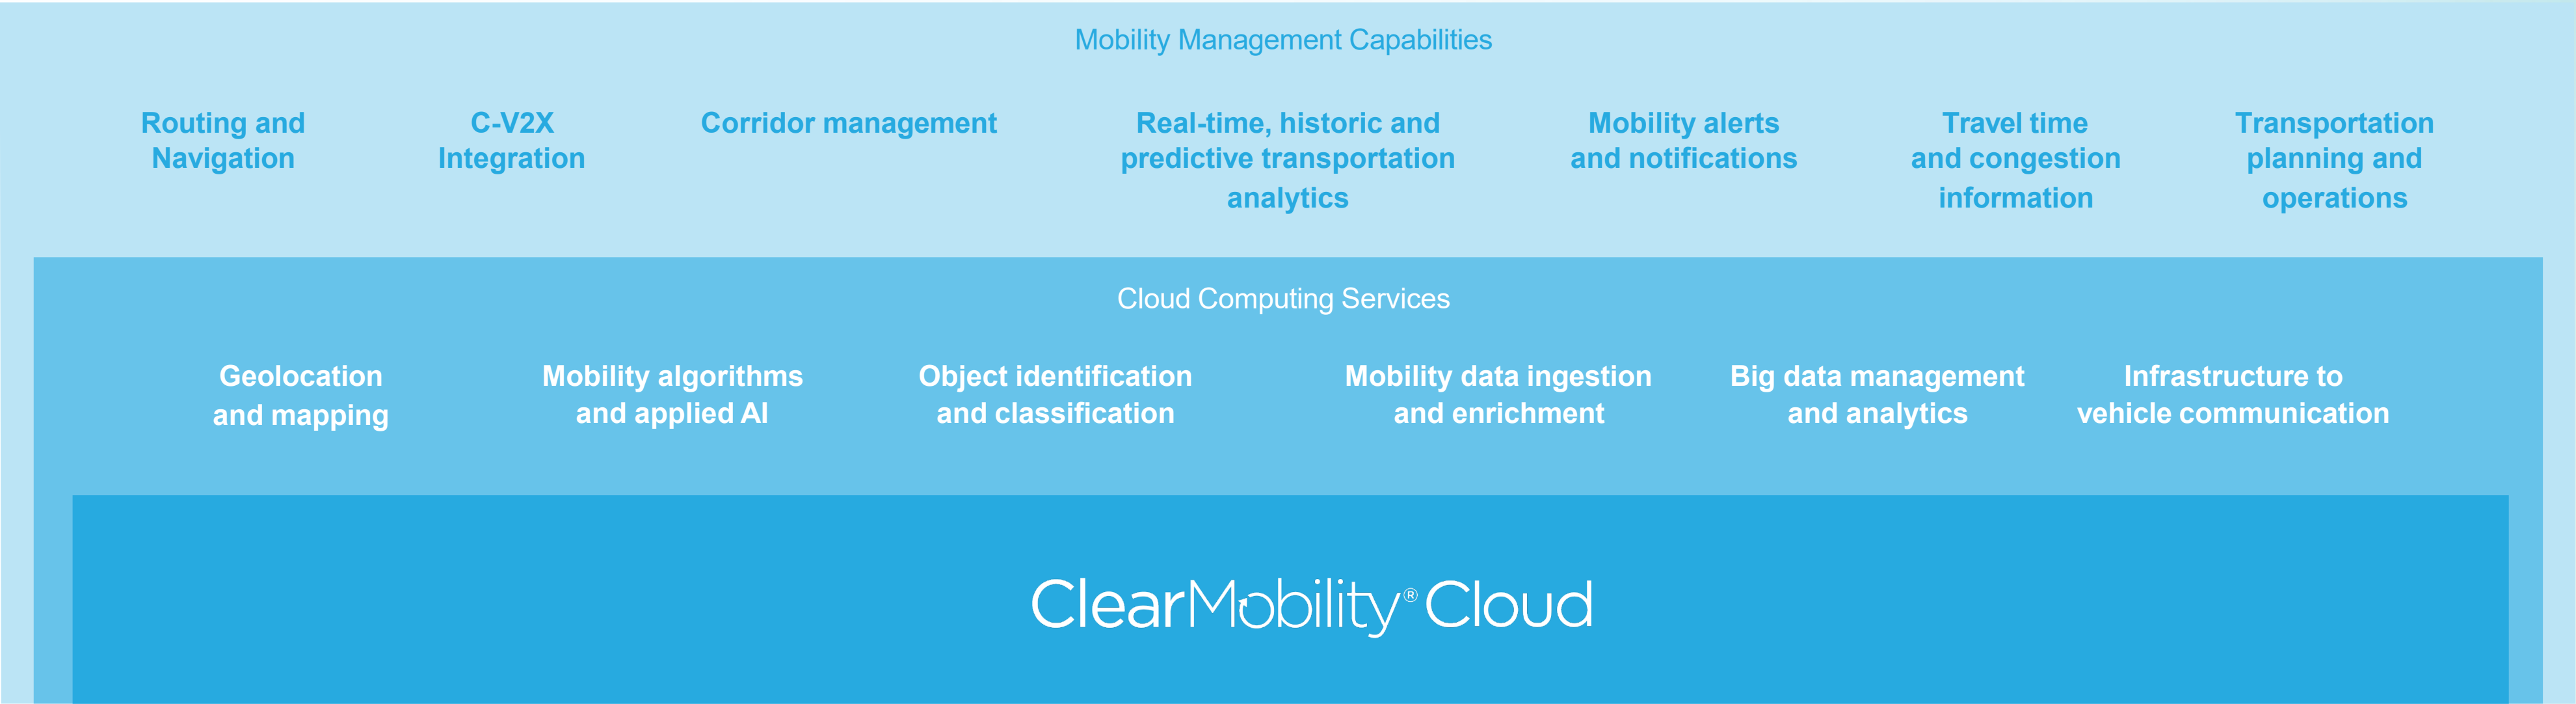 Mobility Management Capabilities
Routing and
Navigation
C-V2X
Integration
Corridor management
Real-time, historic and
predictive transportation
analytics
Mobility alerts
and notifications
Travel time
and congestion
information
Transportation
planning and
operations
Cloud Computing Services
Geolocation
and mapping
Mobility algorithms
and applied AI
Object identification
and classification
Mobility data ingestion
and enrichment
Big data management
and analytics
Infrastructure to
vehicle communication
ClearMobility® Cloud